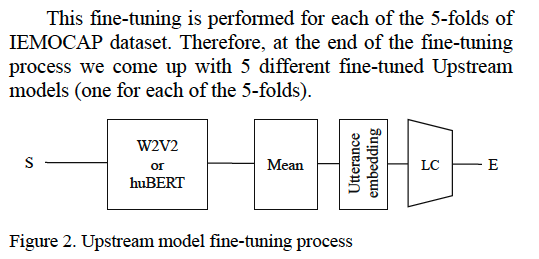 This fine-tuning is performed for each of the 5-folds of
IEMOCAP dataset. Therefore, at the end of the fine-tuning
process we come up with 5 different fine-tuned Upstream
models (one for each of the 5-folds).
S
W2V2
or
huBERT
Mean
Utterance
embedding
LC
E
Figure 2. Upstream model fine-tuning process